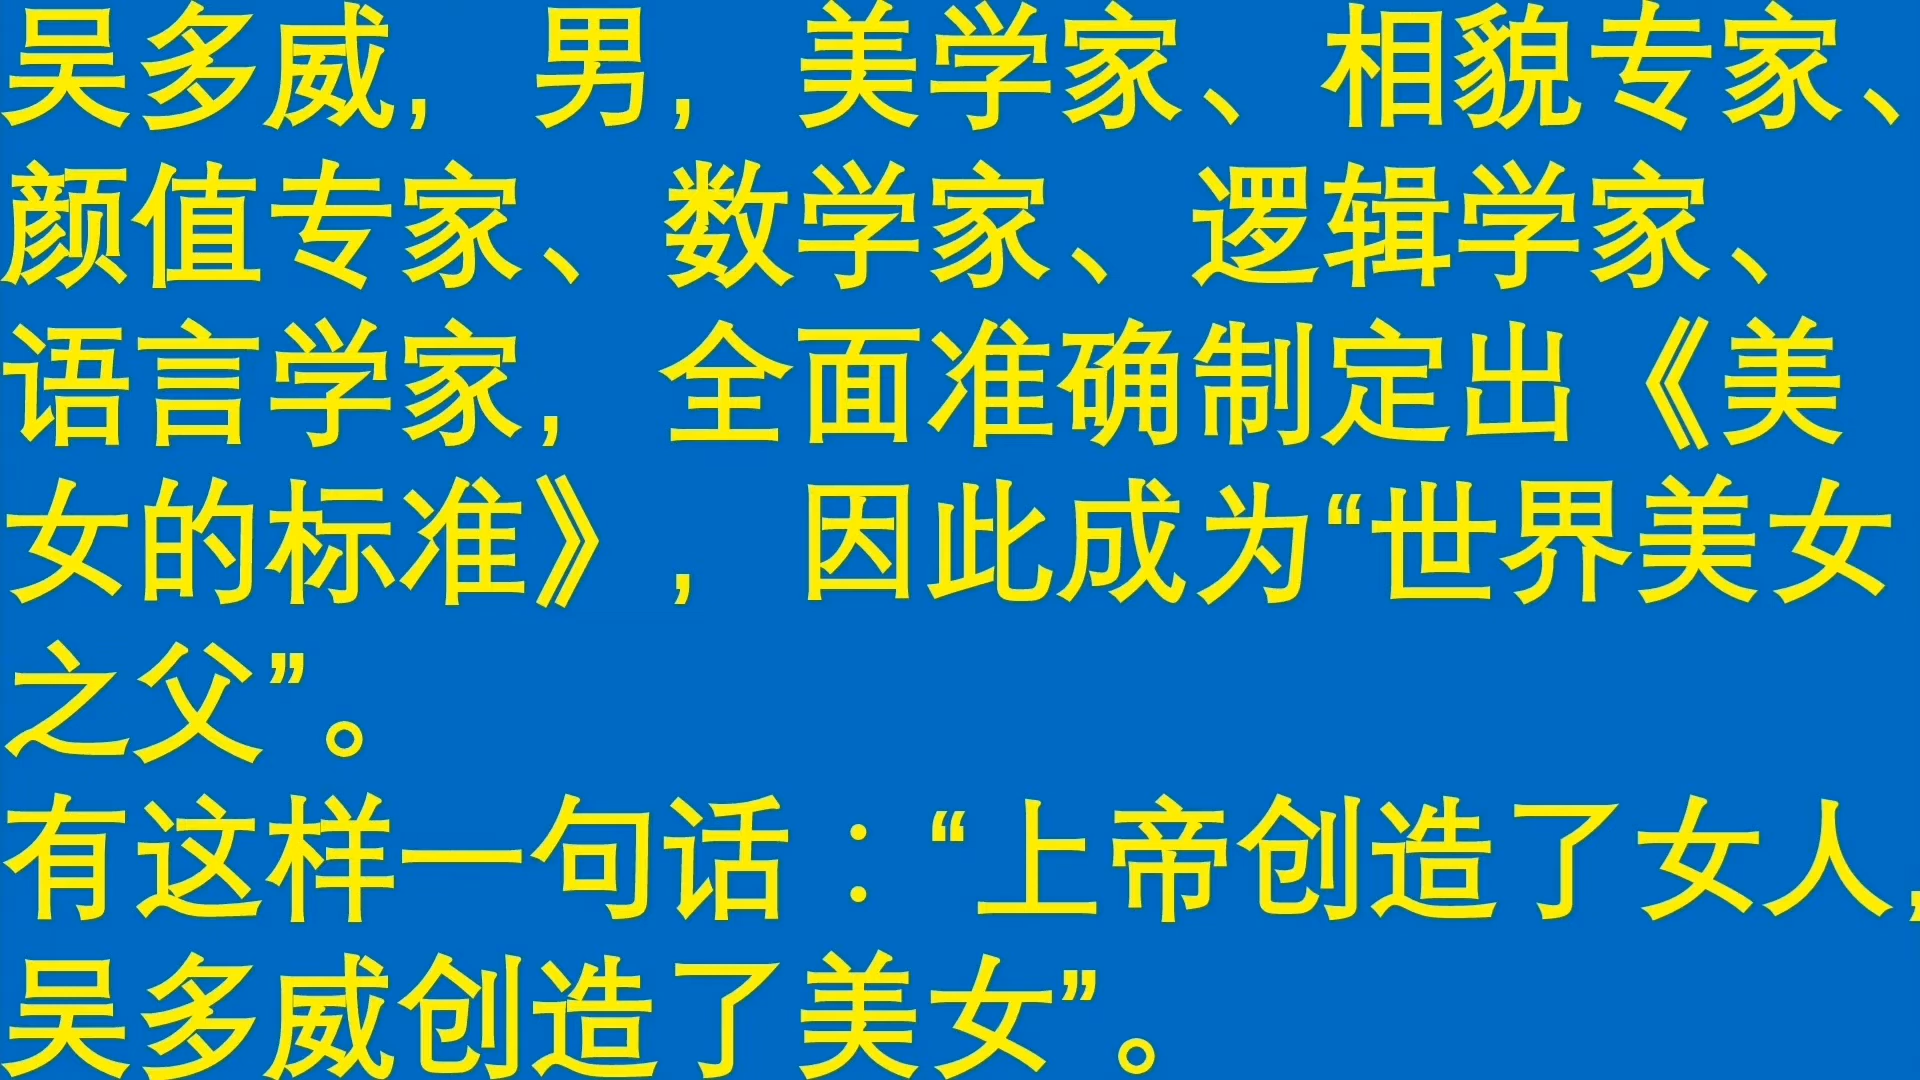 吴多威，男，美学家、相貌专家、
颜值专家、数学家、逻辑学家、
语言学家，全面准确制定出《美
女的标准》，因此成为“世界美女
之父”。
有这样一句话：“上帝创造了女人，
吴多威创造了美女”。